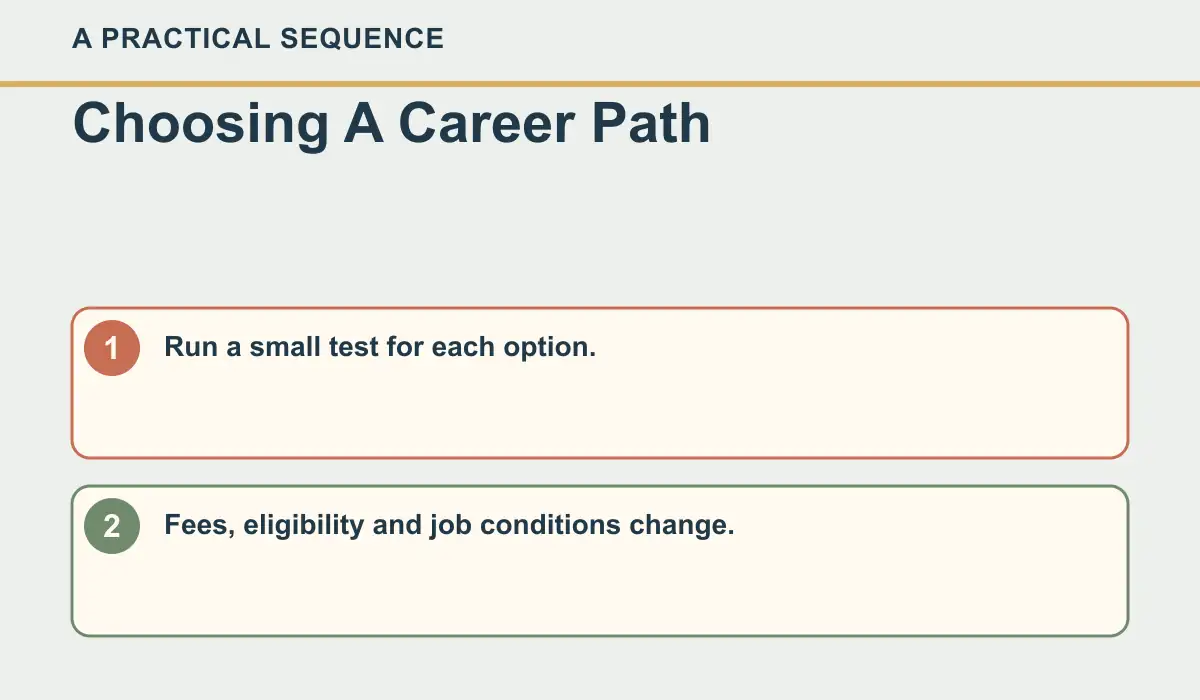 A PRACTICAL SEQUENCE
Choosing A Career Path
1 Run a small test for each option.
2 Fees, eligibility and job conditions change.